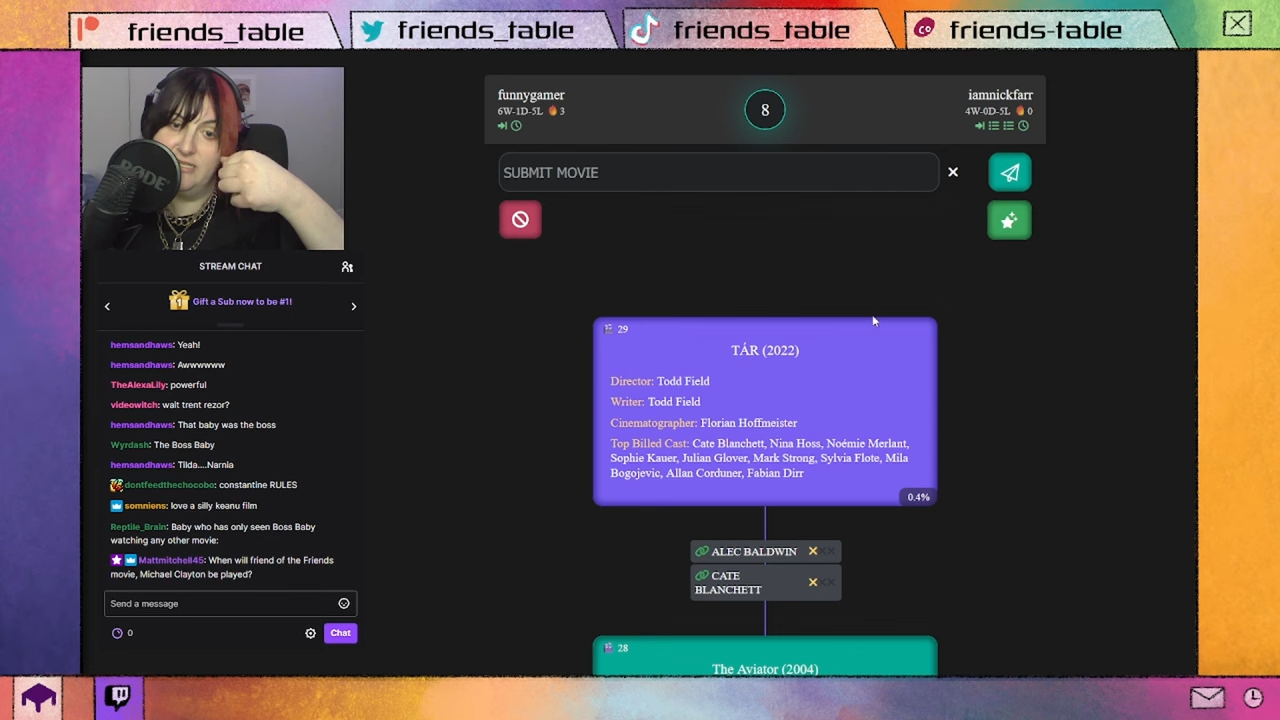 friends_table
friends_table
friends_table
friends-table
RØDE
STREAM CHAT
Gift a Sub now to be #1!
hemsandhaws: Yeah!
hemsandhaws: Awwwwww
TheAlexaLily: powerful
videowitch: wait trent rezor?
hemsandhaws: That baby was the boss
Wyrdash: The Boss Baby
hemsandhaws: Tilda....Narnia
dontfeedthechocobo: constantine RULES
somniens: love a silly keanu film
Reptile_Brain: Baby who has only seen Boss Baby
watching any other movie:
Mattmitchell45: When will friend of the Friends
movie, Michael Clayton be played?
Send a message
0
Chat
funnygamer
6W-1D-5L 3
8
iamnickfarr
4W-0D-5L 0
SUBMIT MOVIE
29
TÁR (2022)
Director: Todd Field
Writer: Todd Field
Cinematographer: Florian Hoffmeister
Top Billed Cast: Cate Blanchett, Nina Hoss, Noémie Merlant,
Sophie Kauer, Julian Glover, Mark Strong, Sylvia Flote, Mila
Bogojevic, Allan Corduner, Fabian Dirr
0.4%
ALEC BALDWIN
CATE
BLANCHETT
28
The Aviator (2004)